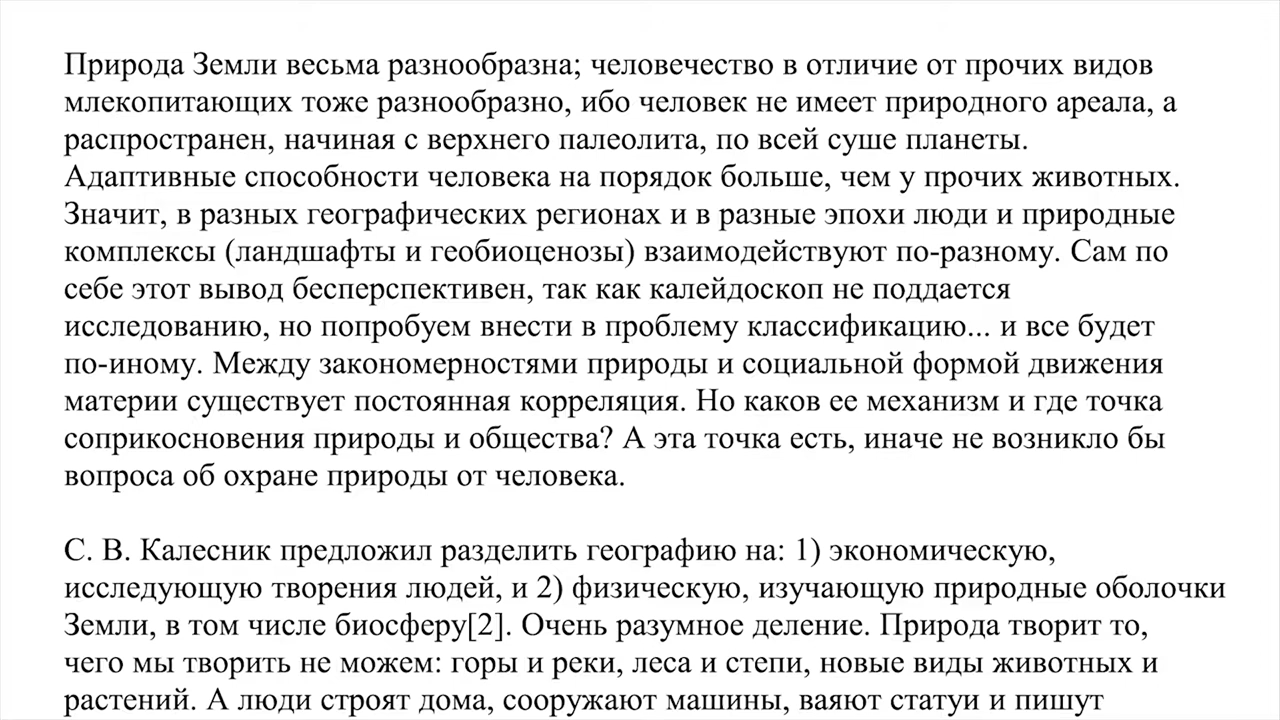 Природа Земли весьма разнообразна; человечество в отличие от прочих видов
млекопитающих тоже разнообразно, ибо человек не имеет природного ареала, а
распространен, начиная с верхнего палеолита, по всей суше планеты.
Адаптивные способности человека на порядок больше, чем у прочих животных.
Значит, в разных географических регионах и в разные эпохи люди и природные
комплексы (ландшафты и геобиоценозы) взаимодействуют по-разному. Сам по
себе этот вывод бесперспективен, так как калейдоскоп не поддается
исследованию, но попробуем внести в проблему классификацию... и все будет
по-иному. Между закономерностями природы и социальной формой движения
материи существует постоянная корреляция. Но каков ее механизм и где точка
соприкосновения природы и общества? А эта точка есть, иначе не возникло бы
вопроса об охране природы от человека.
С. В. Калесник предложил разделить географию на: 1) экономическую,
исследующую творения людей, и 2) физическую, изучающую природные оболочки
Земли, в том числе биосферу[2]. Очень разумное деление. Природа творит то,
чего мы творить не можем: горы и реки, леса и степи, новые виды животных и
растений. А люди строят дома, сооружают машины, ваяют статуи и пишут